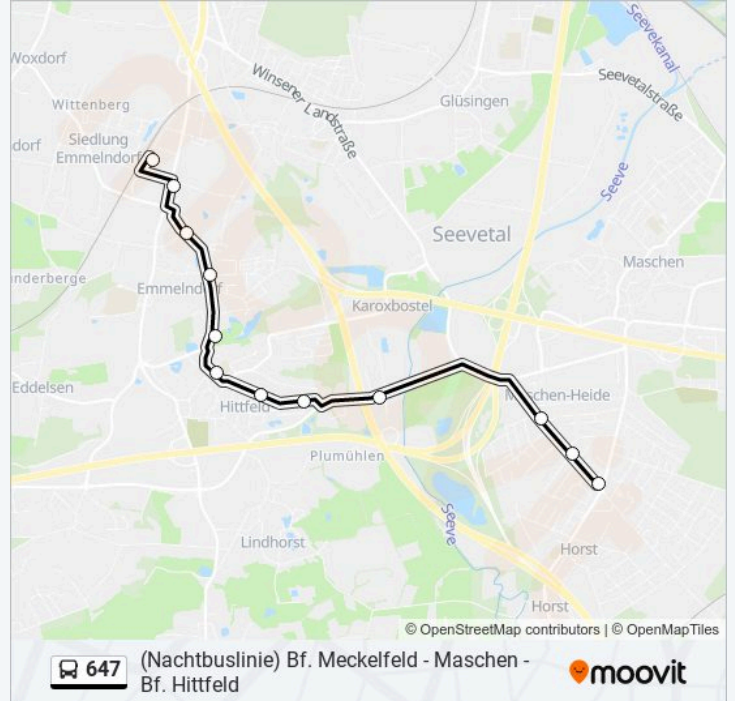 Woxdorf
Seevekanal
Winsener Landstraße
Glüsingen
Seevetalstraße
Wittenberg
dorf
Siedlung
Emmelndorf
Seeve
Seevetal
Maschen
underberge
Emmelndorf
Karoxbostel
Eddelsen
Hittfeld
Maschen-Heide
Plumühlen
Seeve
Lindhorst
Horst
Horst
© OpenStreetMap contributors | © OpenMapTiles
647
(Nachtbuslinie) Bf. Meckelfeld - Maschen -
Bf. Hittfeld
moovit